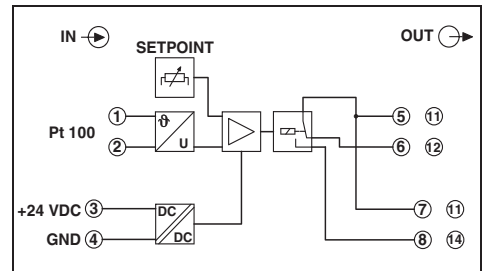 IN OUT
SETPOINT
1 ϑ 5 11
Pt 100
2 U 6 12
+24 VDC 3 DC 7 11
GND 4 DC 8 14